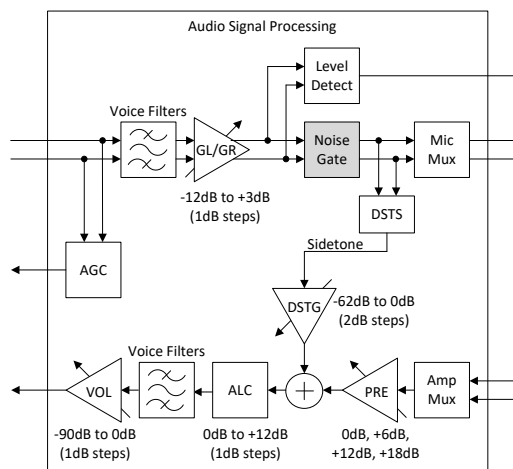 Audio Signal Processing
Level
Detect
Voice Filters
GL/GR
Noise
Gate
Mic
Mux
-12dB to +3dB
(1dB steps)
DSTS
Sidetone
AGC
DSTG
-62dB to 0dB
(2dB steps)
Voice Filters
VOL
ALC
PRE
Amp
Mux
-90dB to 0dB
(1dB steps)
0dB to +12dB
(1dB steps)
0dB, +6dB,
+12dB, +18dB